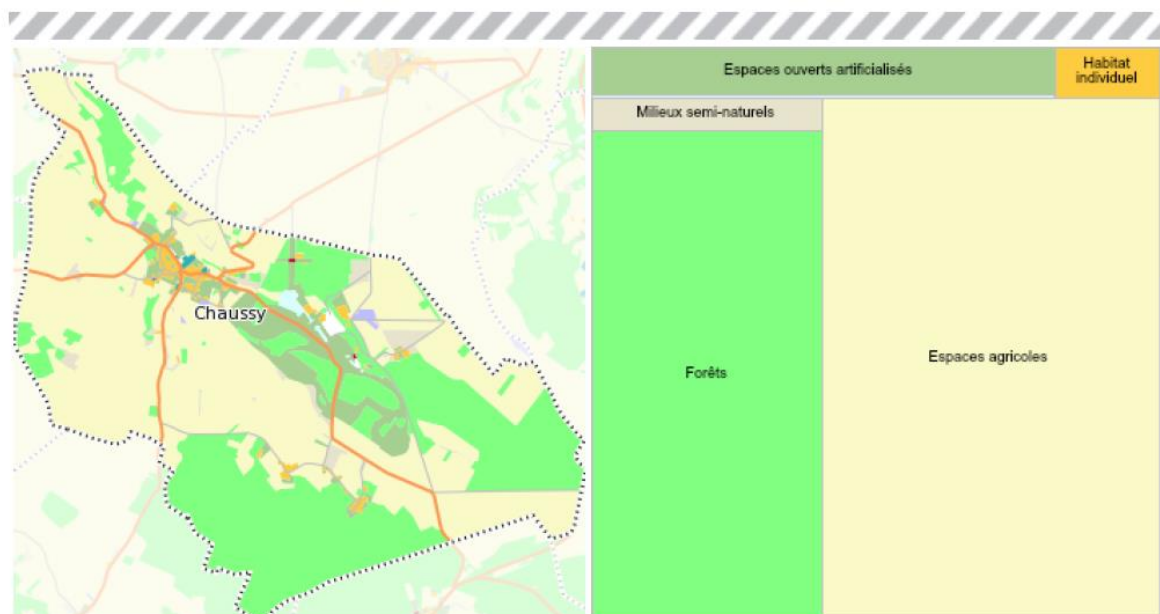 Chaussy
Espaces ouverts artificialisés
Habitat
individuel
Milieux semi-naturels
Forêts
Espaces agricoles